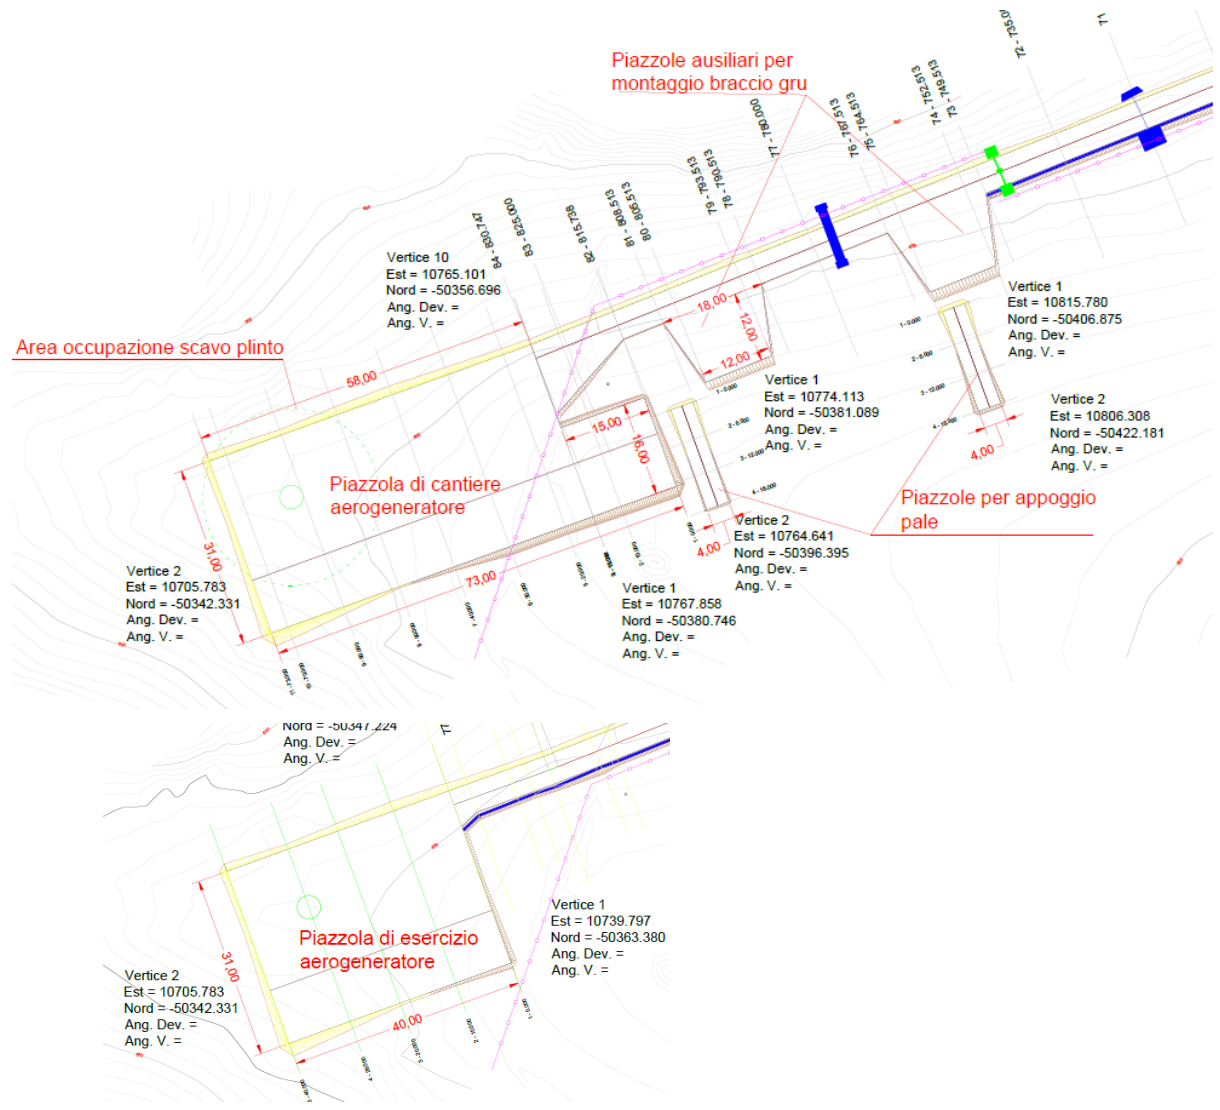 Piazzole ausiliari per
montaggio braccio gru
71
72 - 735.0
73 - 749.513
74 - 752.513
75 - 764.513
76 - 767.513
77 - 780.000
78 - 790.513
79 - 793.513
80 - 805.513
81 - 808.513
82 - 815.738
83 - 825.000
84 - 830.747
Vertice 10
Est = 10765.101
Nord = -50356.696
Ang. Dev. =
Ang. V. =
Area occupazione scavo plinto
58,00
18,00
12,00
12,00
15,00
16,00
31,00
73,00
4,00
4,00
Vertice 1
Est = 10815.780
Nord = -50406.875
Ang. Dev. =
Ang. V. =
Vertice 1
Est = 10774.113
Nord = -50381.089
Ang. Dev. =
Ang. V. =
Vertice 2
Est = 10806.308
Nord = -50422.181
Ang. Dev. =
Ang. V. =
Piazzola di cantiere
aerogeneratore
Piazzole per appoggio
pale
Vertice 2
Est = 10764.641
Nord = -50396.395
Ang. Dev. =
Ang. V. =
Vertice 2
Est = 10705.783
Nord = -50342.331
Ang. Dev. =
Ang. V. =
Vertice 1
Est = 10767.858
Nord = -50380.746
Ang. Dev. =
Ang. V. =
Nord = -50347.224
Ang. Dev. =
Ang. V. =
77
Piazzola di esercizio
aerogeneratore
31,00
40,00
Vertice 1
Est = 10739.797
Nord = -50363.380
Ang. Dev. =
Ang. V. =
Vertice 2
Est = 10705.783
Nord = -50342.331
Ang. Dev. =
Ang. V. =